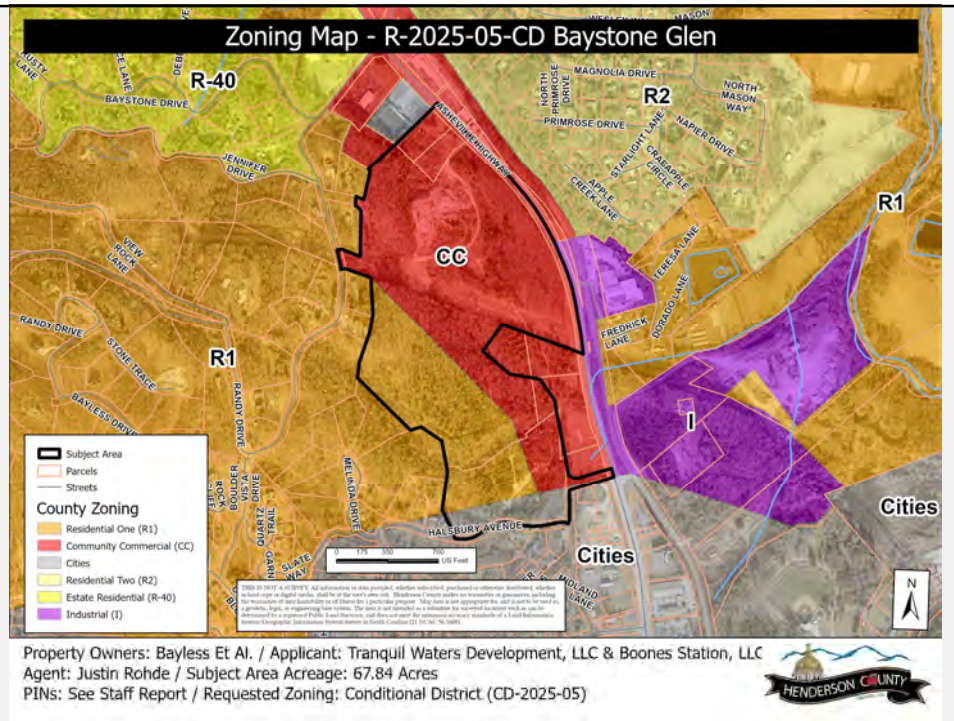 Zoning Map - R-2025-05-CD Baystone Glen
R-40
BAYSTONE DRIVE
JENNIFER DRIVE
ASHEVILLE HIGHWAY
MASON
MAGNOLIA DRIVE
NORTH PRIMROSE DRIVE
R2
NORTH MASON WAY
PRIMROSE DRIVE
STARLIGHT LANE
NAPIER DRIVE
CRABAPPLE CIRCLE
APPLE CREEK LANE
R1
CC
TERESA LANE
DORADO LANE
FREDRICK LANE
VIEW ROCK LANE
RANDY DRIVE
STONE TRACE
BAYLESS DRIVE
R1
RANDY DRIVE
I
BOULDER VISTA
QUARTZ DRIVE
MELINDA DRIVE
HALSBURY AVENUE
SLATE WAY
Cities
Cities
Subject Area
Parcels
Streets
County Zoning
Residential One (R1)
Community Commercial (CC)
Cities
Residential Two (R2)
Estate Residential (R-40)
Industrial (I)
0 175 350 700
US Feet
N
Property Owners: Bayless Et Al. / Applicant: Tranquil Waters Development, LLC & Boones Station, LLC
Agent: Justin Rohde / Subject Area Acreage: 67.84 Acres
PINs: See Staff Report / Requested Zoning: Conditional District (CD-2025-05)
HENDERSON COUNTY